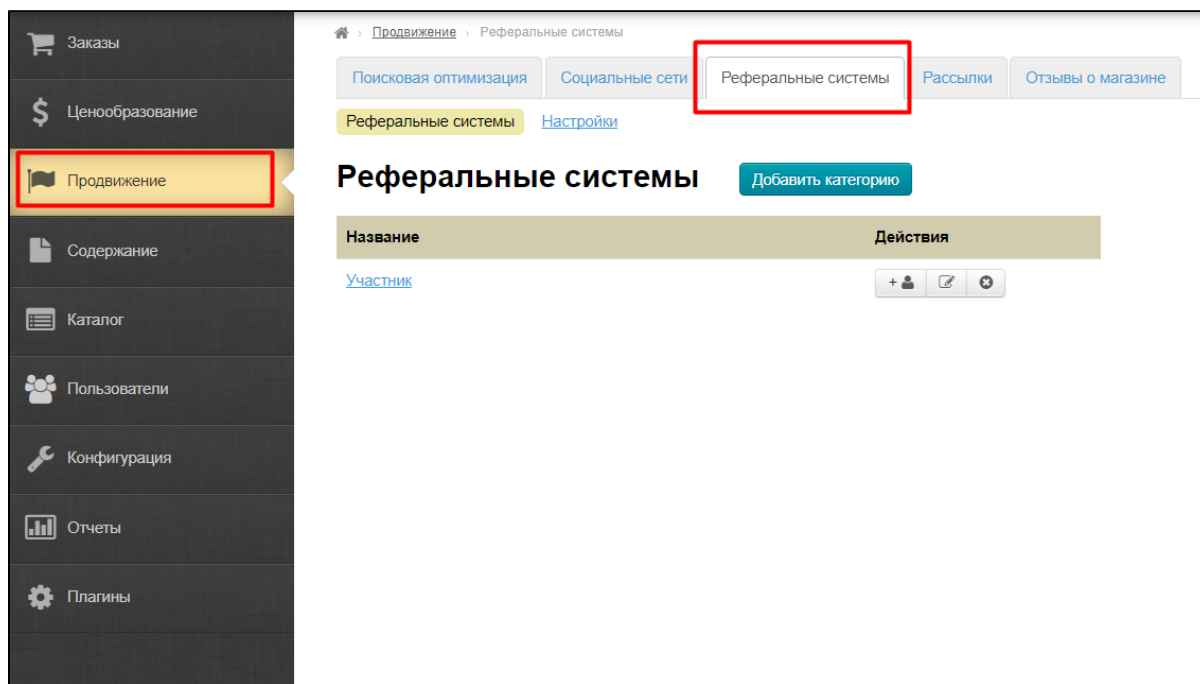 Заказы
Ценообразование
Продвижение
Содержание
Каталог
Пользователи
Конфигурация
Отчеты
Плагины
› Продвижение › Реферальные системы
Поисковая оптимизация Социальные сети Реферальные системы Рассылки Отзывы о магазине
Реферальные системы Настройки
Реферальные системы Добавить категорию
Название Действия
Участник +